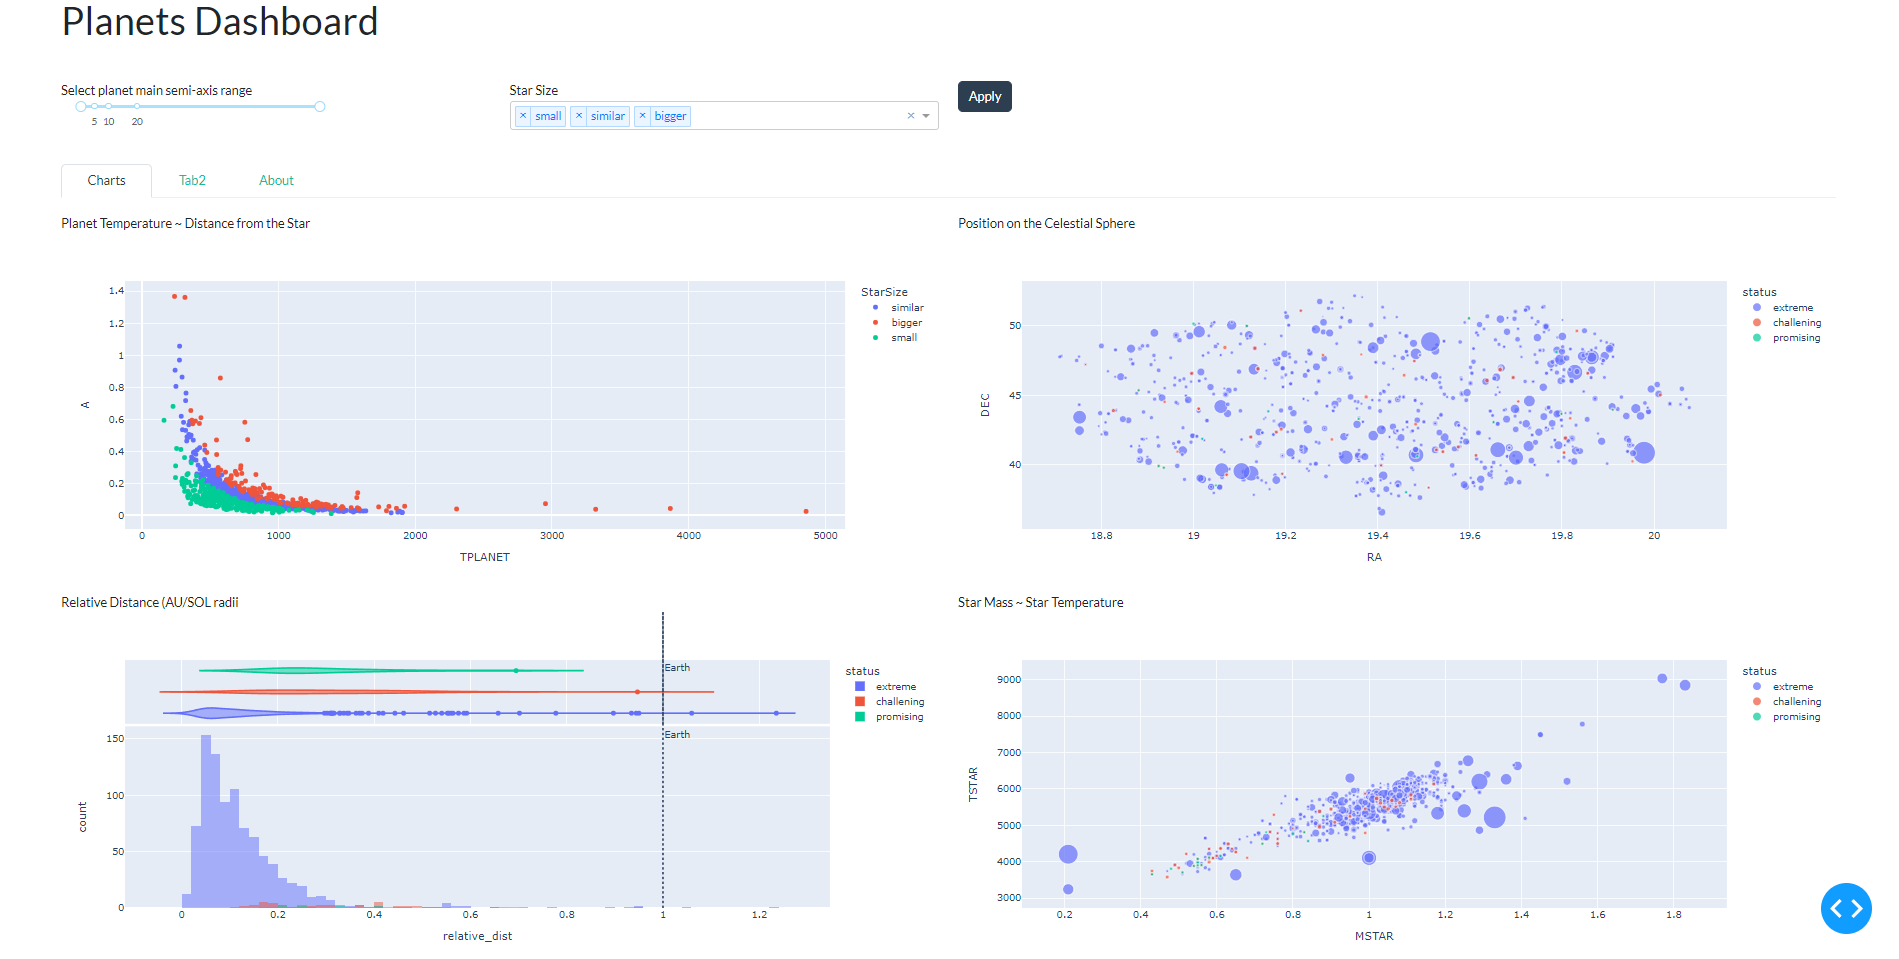 Planets Dashboard
Select planet main semi-axis range
5 10 20
Star Size
× small × similar × bigger ×
Apply
Charts Tab2 About
Planet Temperature ~ Distance from the Star
1.4
1.2
1
0.8
0.6
0.4
0.2
0
A
0 1000 2000 3000 4000 5000
TPLANET
StarSize
similar
bigger
small
Position on the Celestial Sphere
50
45
40
DEC
18.8 19 19.2 19.4 19.6 19.8 20
RA
status
extreme
challening
promising
Relative Distance (AU/SOL radii
Earth
Earth
150
100
50
0
count
0 0.2 0.4 0.6 0.8 1 1.2
relative_dist
status
extreme
challening
promising
Star Mass ~ Star Temperature
9000
8000
7000
6000
5000
4000
3000
TSTAR
0.2 0.4 0.6 0.8 1 1.2 1.4 1.6 1.8
MSTAR
status
extreme
challening
promising